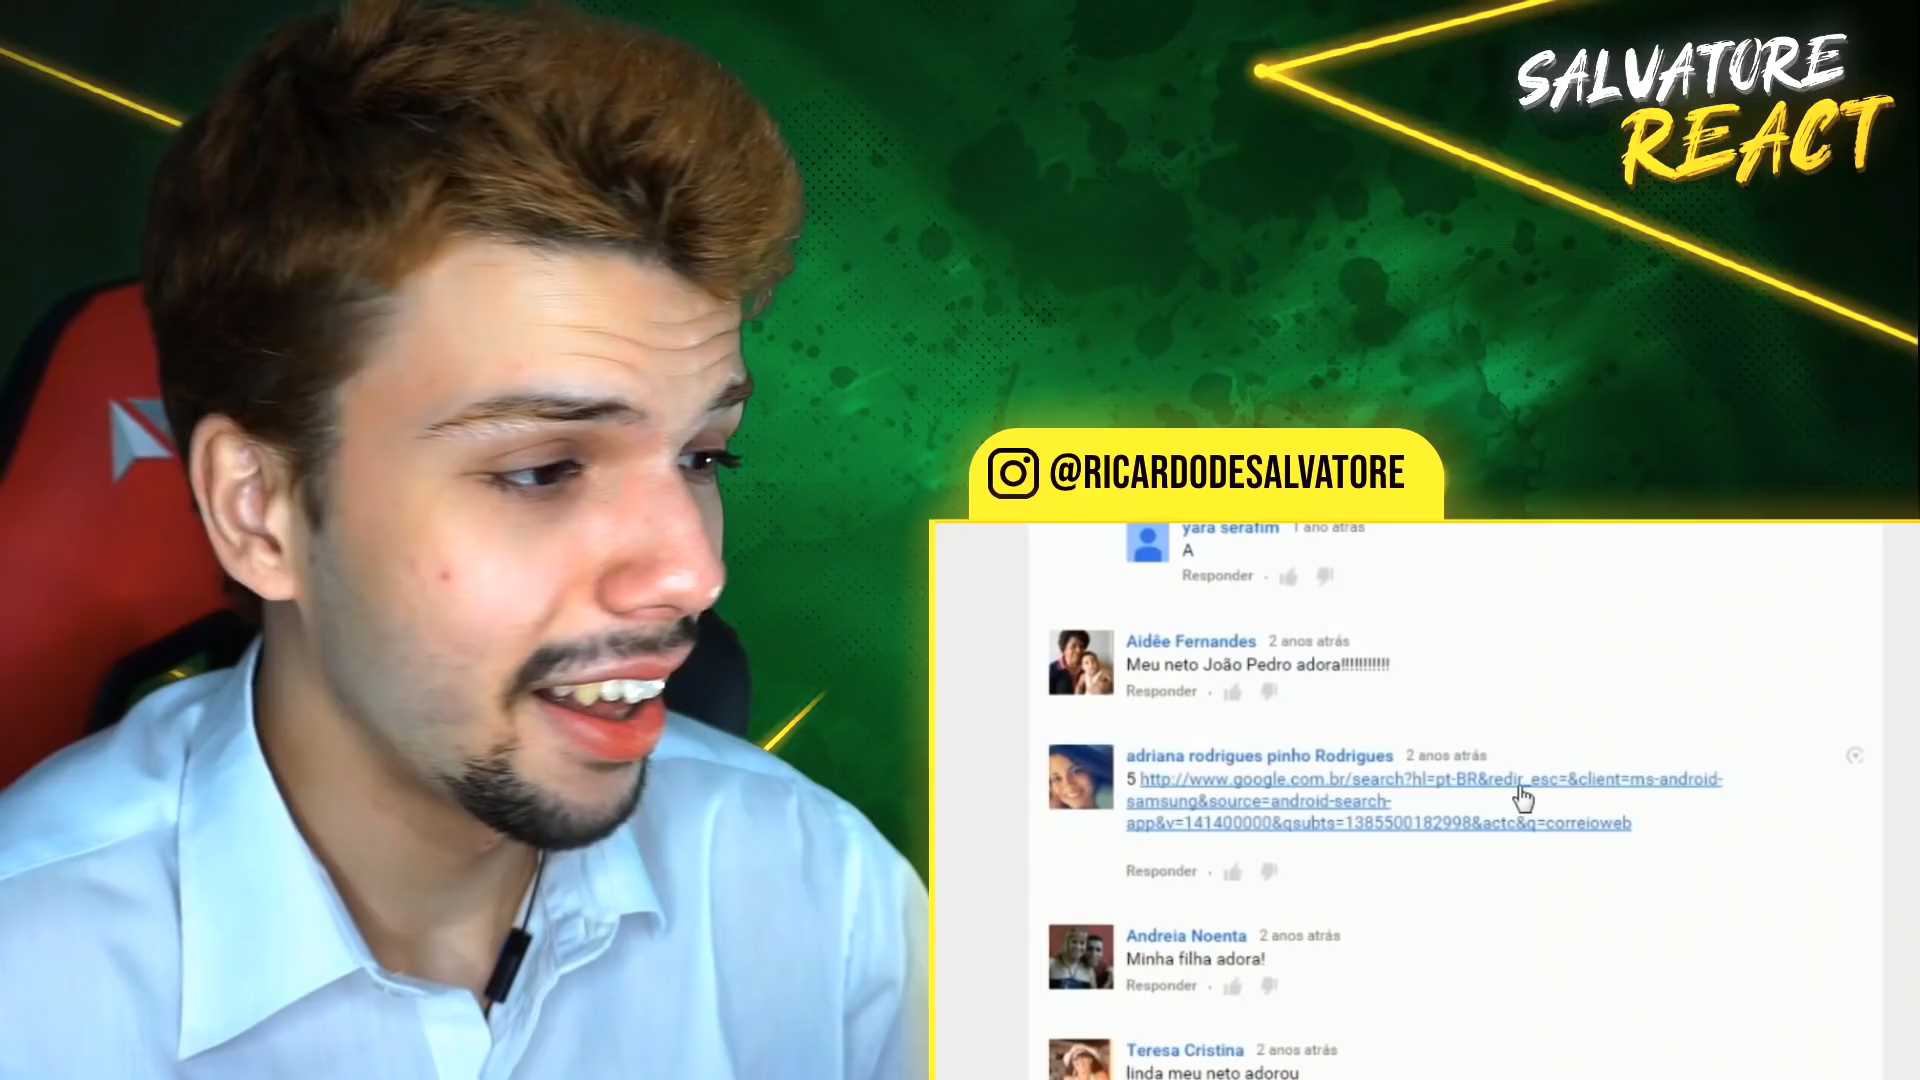 SALVATORE
REACT
@RICARDODESALVATORE
yara serafim 1 ano atrás
A
Responder
Aidêe Fernandes 2 anos atrás
Meu neto João Pedro adora!!!!!!!!!!!
Responder
adriana rodrigues pinho Rodrigues 2 anos atrás
5 http://www.google.com.br/search?hl=pt-BR&redir_esc=&client=ms-android-
samsung&source=android-search-
app&v=141400000&qsubts=1385500182998&actc&q=correioweb
Responder
Andreia Noenta 2 anos atrás
Minha filha adora!
Responder
Teresa Cristina 2 anos atrás
linda meu neto adorou